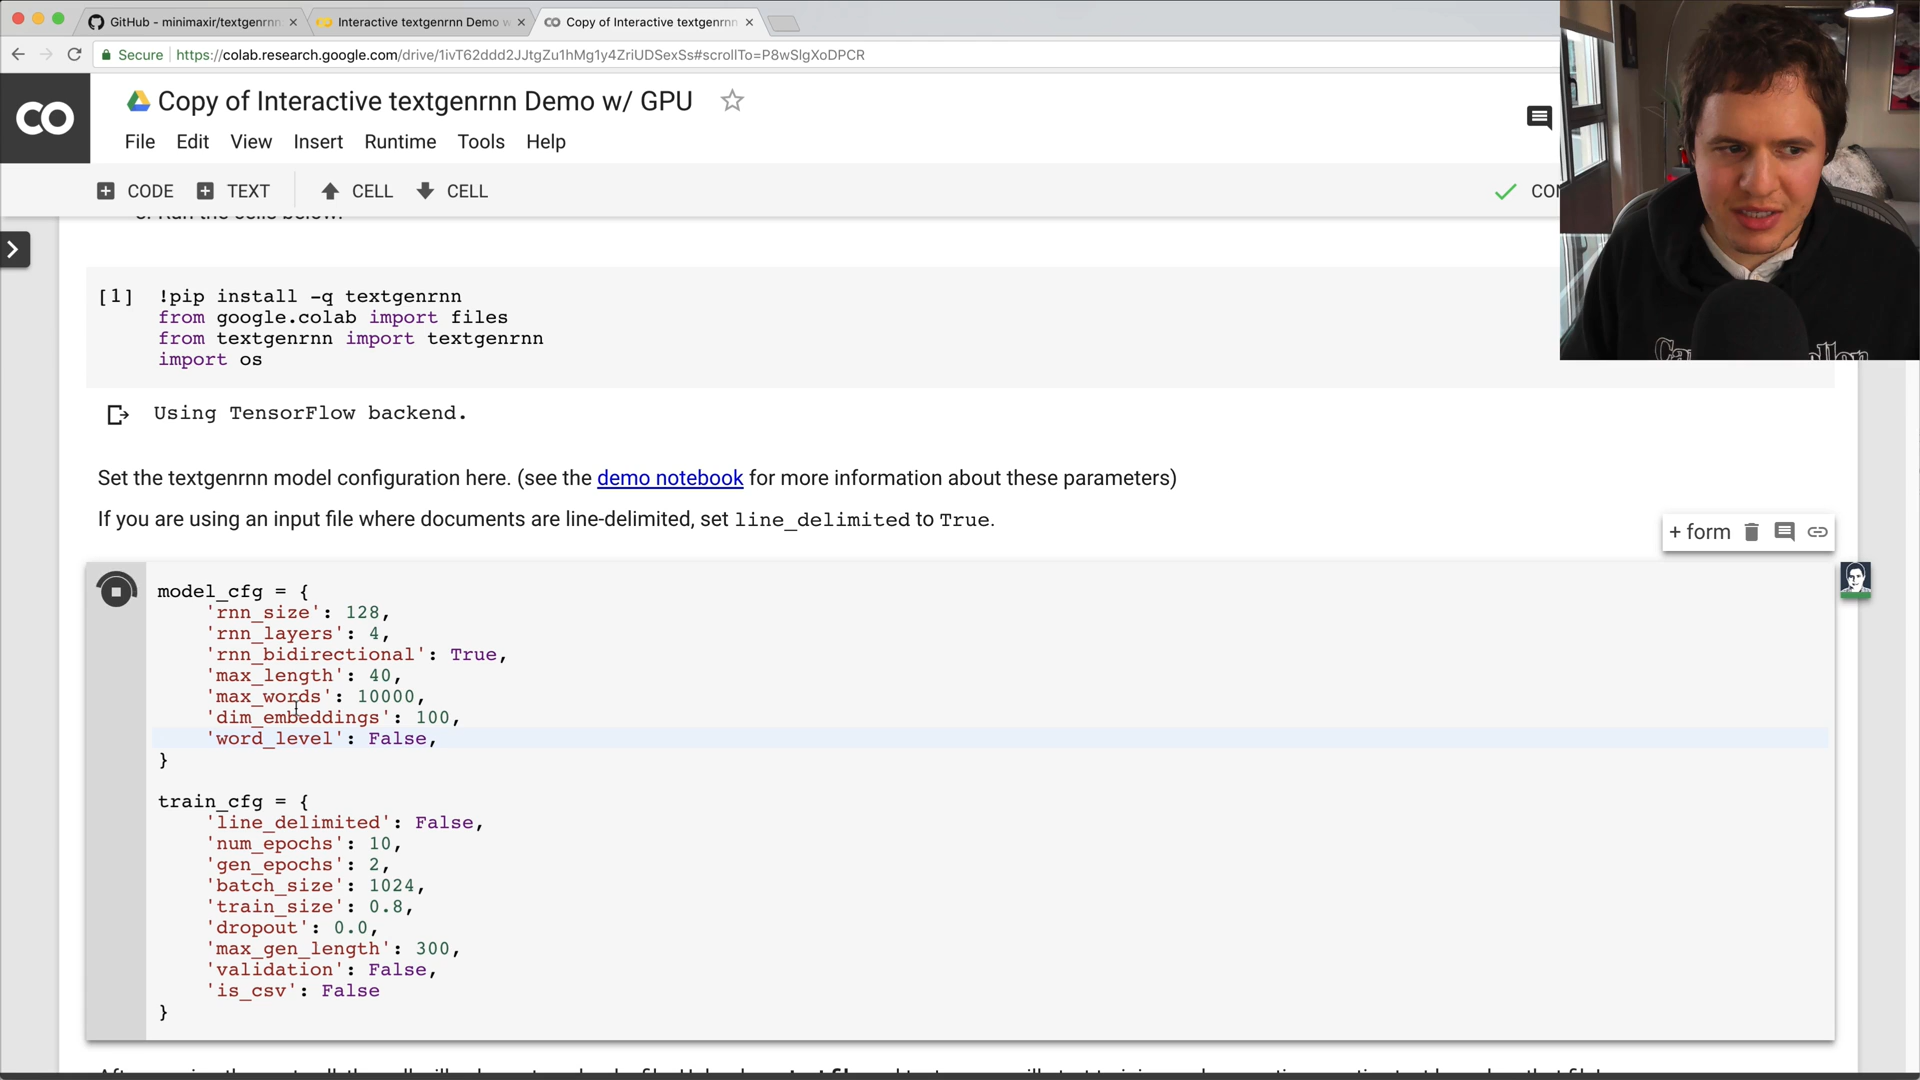 GitHub - minimaxir/textgenrnn
Interactive textgenrnn Demo w
Copy of Interactive textgenrnn
Secure
https://colab.research.google.com/drive/1ivT62ddd2JJtgZu1hMg1y4ZriUDSexSs#scrollTo=P8wSlgXoDPCR
CO
Copy of Interactive textgenrnn Demo w/ GPU
File Edit View Insert Runtime Tools Help
CODE TEXT CELL CELL
CON
3. Run the cells below:
[1] !pip install -q textgenrnn
from google.colab import files
from textgenrnn import textgenrnn
import os
Using TensorFlow backend.
Set the textgenrnn model configuration here. (see the demo notebook for more information about these parameters)
If you are using an input file where documents are line-delimited, set line_delimited to True.
+ form
model_cfg = {
'rnn_size': 128,
'rnn_layers': 4,
'rnn_bidirectional': True,
'max_length': 40,
'max_words': 10000,
'dim_embeddings': 100,
'word_level': False,
}
train_cfg = {
'line_delimited': False,
'num_epochs': 10,
'gen_epochs': 2,
'batch_size': 1024,
'train_size': 0.8,
'dropout': 0.0,
'max_gen_length': 300,
'validation': False,
'is_csv': False
}